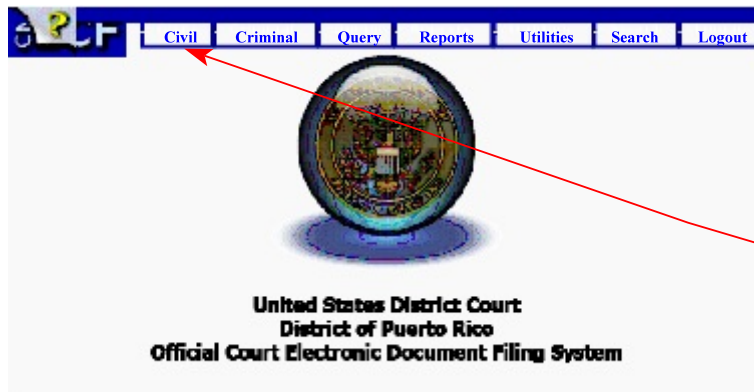 ?
ECF Civil Criminal Query Reports Utilities Search Logout
United States District Court
District of Puerto Rico
Official Court Electronic Document Filing System